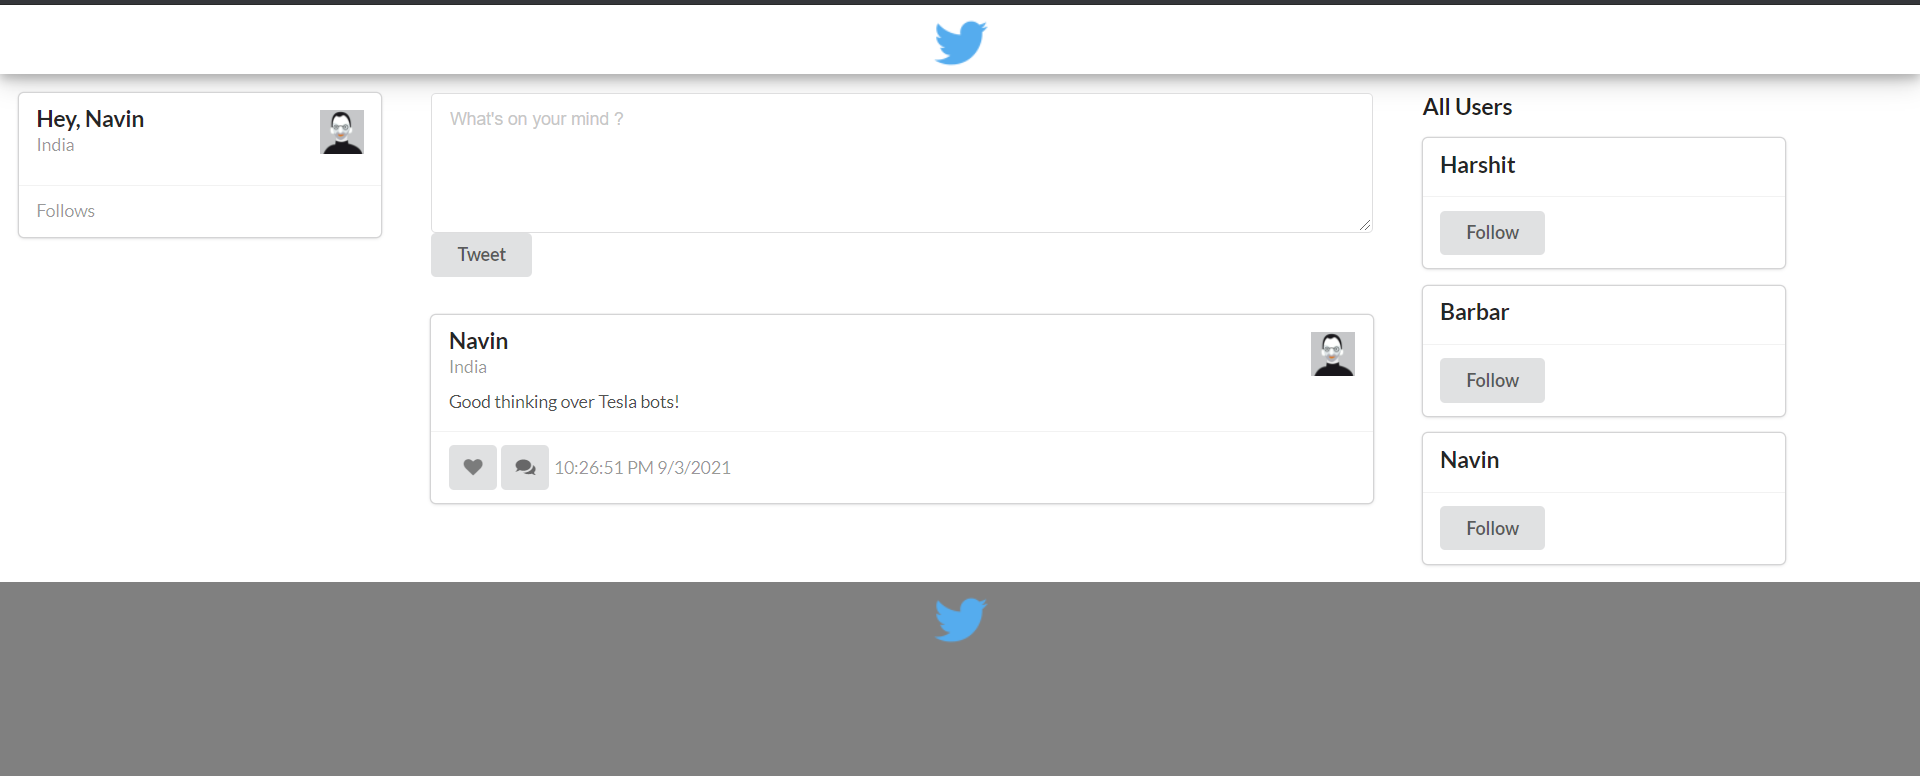 Hey, Navin
India
Follows
What's on your mind ?
Tweet
Navin
India
Good thinking over Tesla bots!
10:26:51 PM 9/3/2021
All Users
Harshit
Follow
Barbar
Follow
Navin
Follow